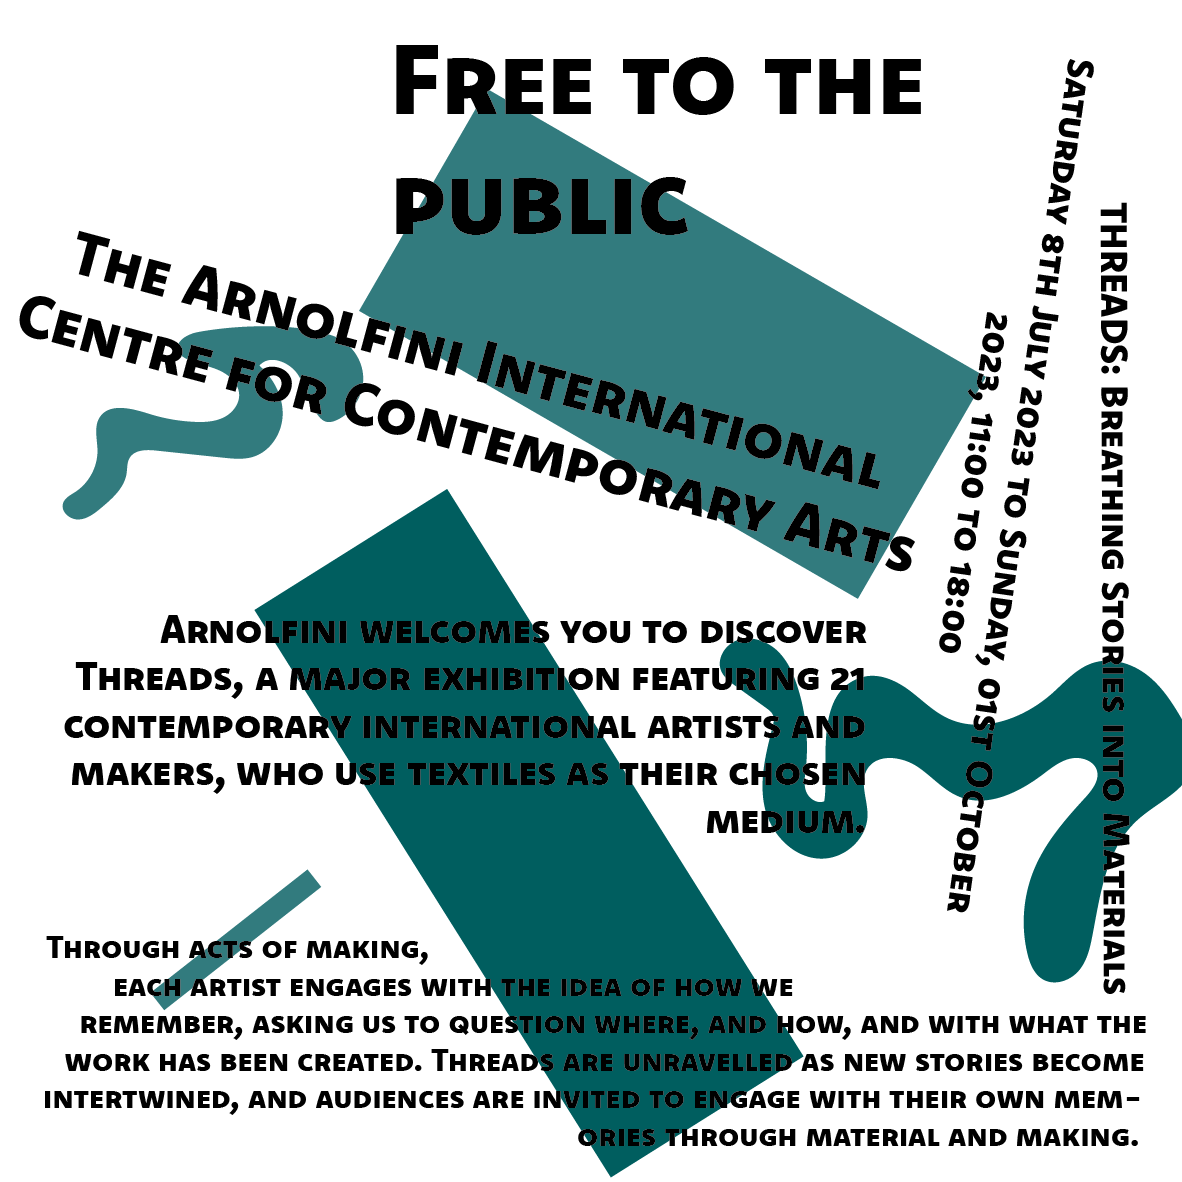 Free to the
public
The Arnolfini International
Centre for Contemporary Arts
Saturday 8th July 2023 to Sunday, 01st October
2023, 11:00 to 18:00
THREADS: Breathing Stories into Materials
Arnolfini welcomes you to discover
Threads, a major exhibition featuring 21
contemporary international artists and
makers, who use textiles as their chosen
medium.
Through acts of making,
each artist engages with the idea of how we
remember, asking us to question where, and how, and with what the
work has been created. Threads are unravelled as new stories become
intertwined, and audiences are invited to engage with their own mem-
ories through material and making.